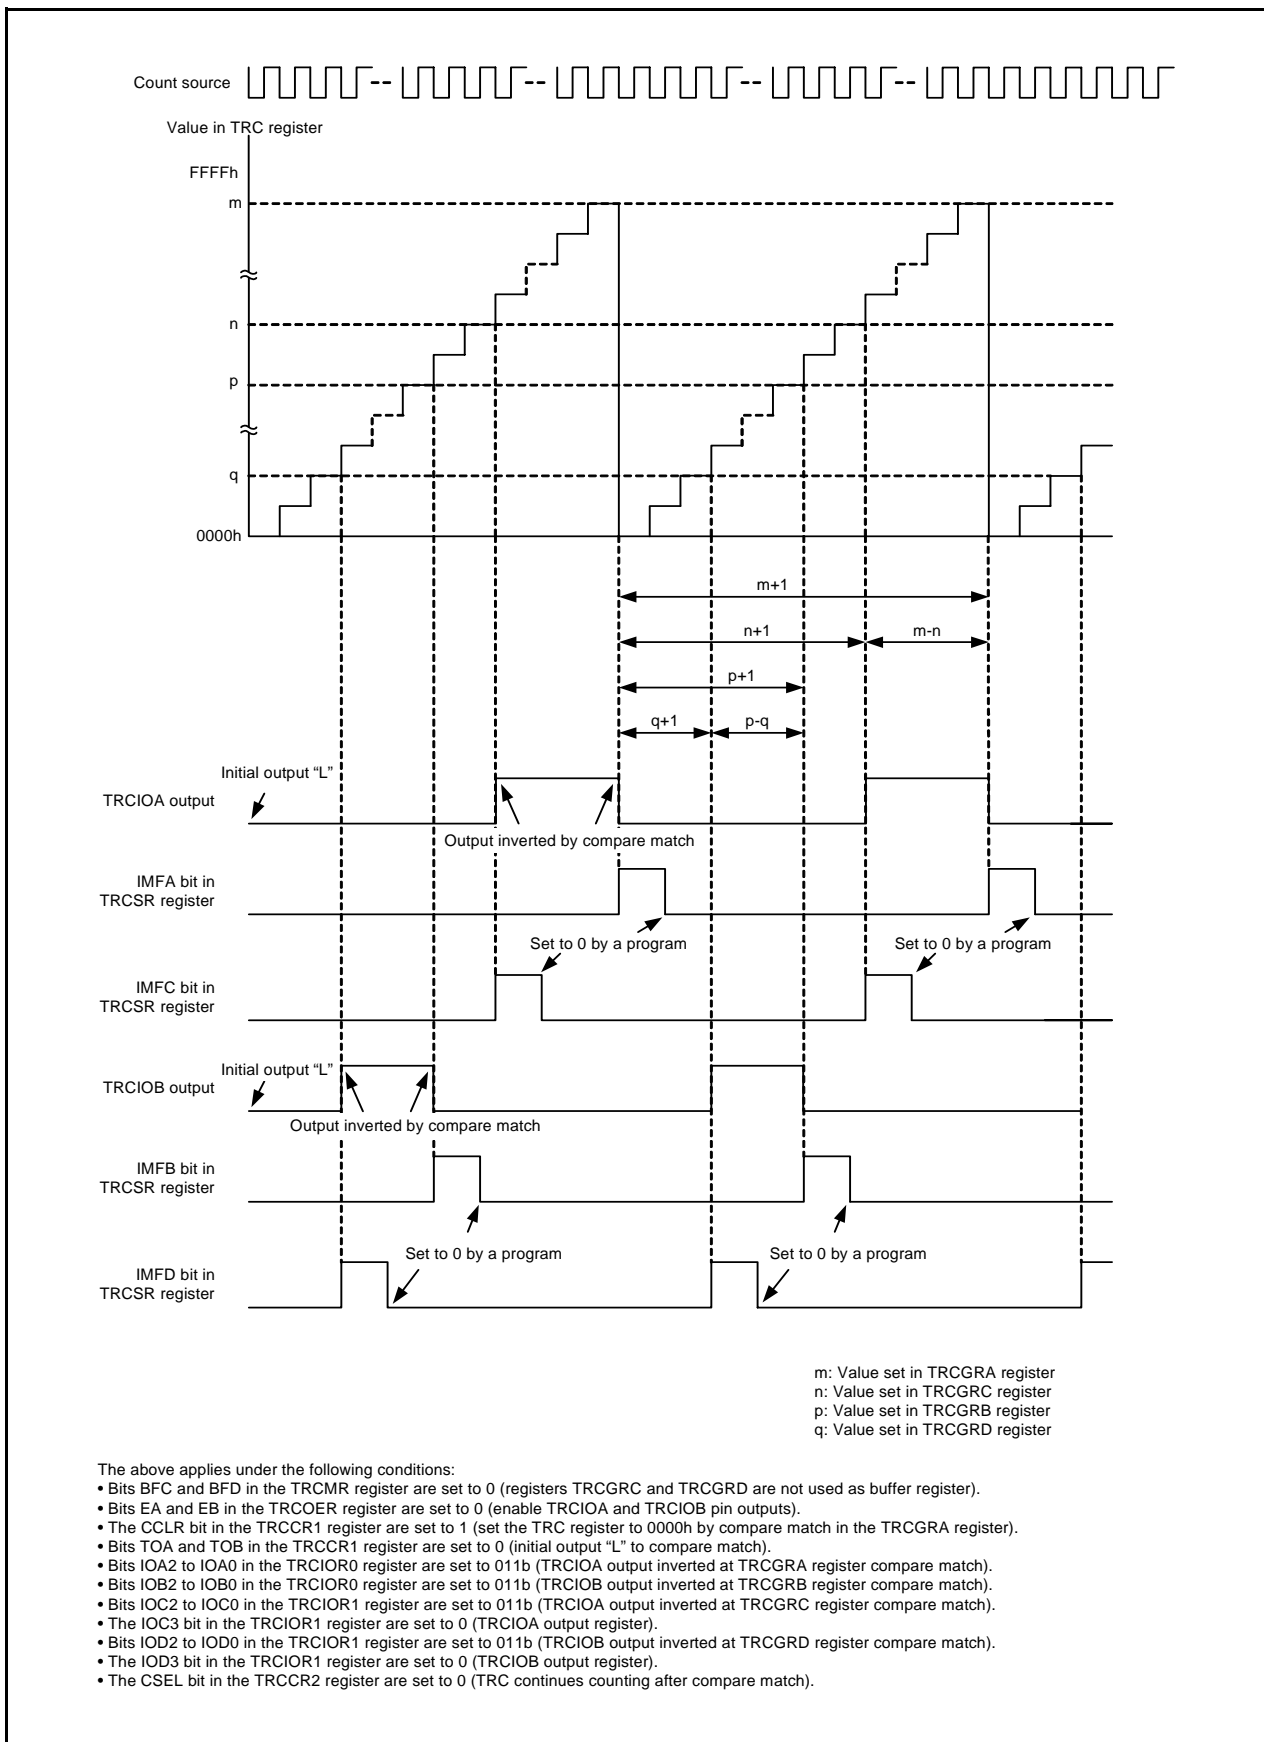 Count source
Value in TRC register
FFFFh
m
n
p
q
0000h
m+1
n+1
m-n
p+1
q+1
p-q
Initial output “L”
TRCIOA output
Output inverted by compare match
IMFA bit in
TRCSR register
Set to 0 by a program
Set to 0 by a program
IMFC bit in
TRCSR register
Initial output “L”
TRCIOB output
Output inverted by compare match
IMFB bit in
TRCSR register
Set to 0 by a program
Set to 0 by a program
IMFD bit in
TRCSR register
m: Value set in TRCGRA register
n: Value set in TRCGRC register
p: Value set in TRCGRB register
q: Value set in TRCGRD register
The above applies under the following conditions:
• Bits BFC and BFD in the TRCMR register are set to 0 (registers TRCGRC and TRCGRD are not used as buffer register).
• Bits EA and EB in the TRCOER register are set to 0 (enable TRCIOA and TRCIOB pin outputs).
• The CCLR bit in the TRCCR1 register are set to 1 (set the TRC register to 0000h by compare match in the TRCGRA register).
• Bits TOA and TOB in the TRCCR1 register are set to 0 (initial output “L” to compare match).
• Bits IOA2 to IOA0 in the TRCIOR0 register are set to 011b (TRCIOA output inverted at TRCGRA register compare match).
• Bits IOB2 to IOB0 in the TRCIOR0 register are set to 011b (TRCIOB output inverted at TRCGRB register compare match).
• Bits IOC2 to IOC0 in the TRCIOR1 register are set to 011b (TRCIOA output inverted at TRCGRC register compare match).
• The IOC3 bit in the TRCIOR1 register are set to 0 (TRCIOA output register).
• Bits IOD2 to IOD0 in the TRCIOR1 register are set to 011b (TRCIOB output inverted at TRCGRD register compare match).
• The IOD3 bit in the TRCIOR1 register are set to 0 (TRCIOB output register).
• The CSEL bit in the TRCCR2 register are set to 0 (TRC continues counting after compare match).